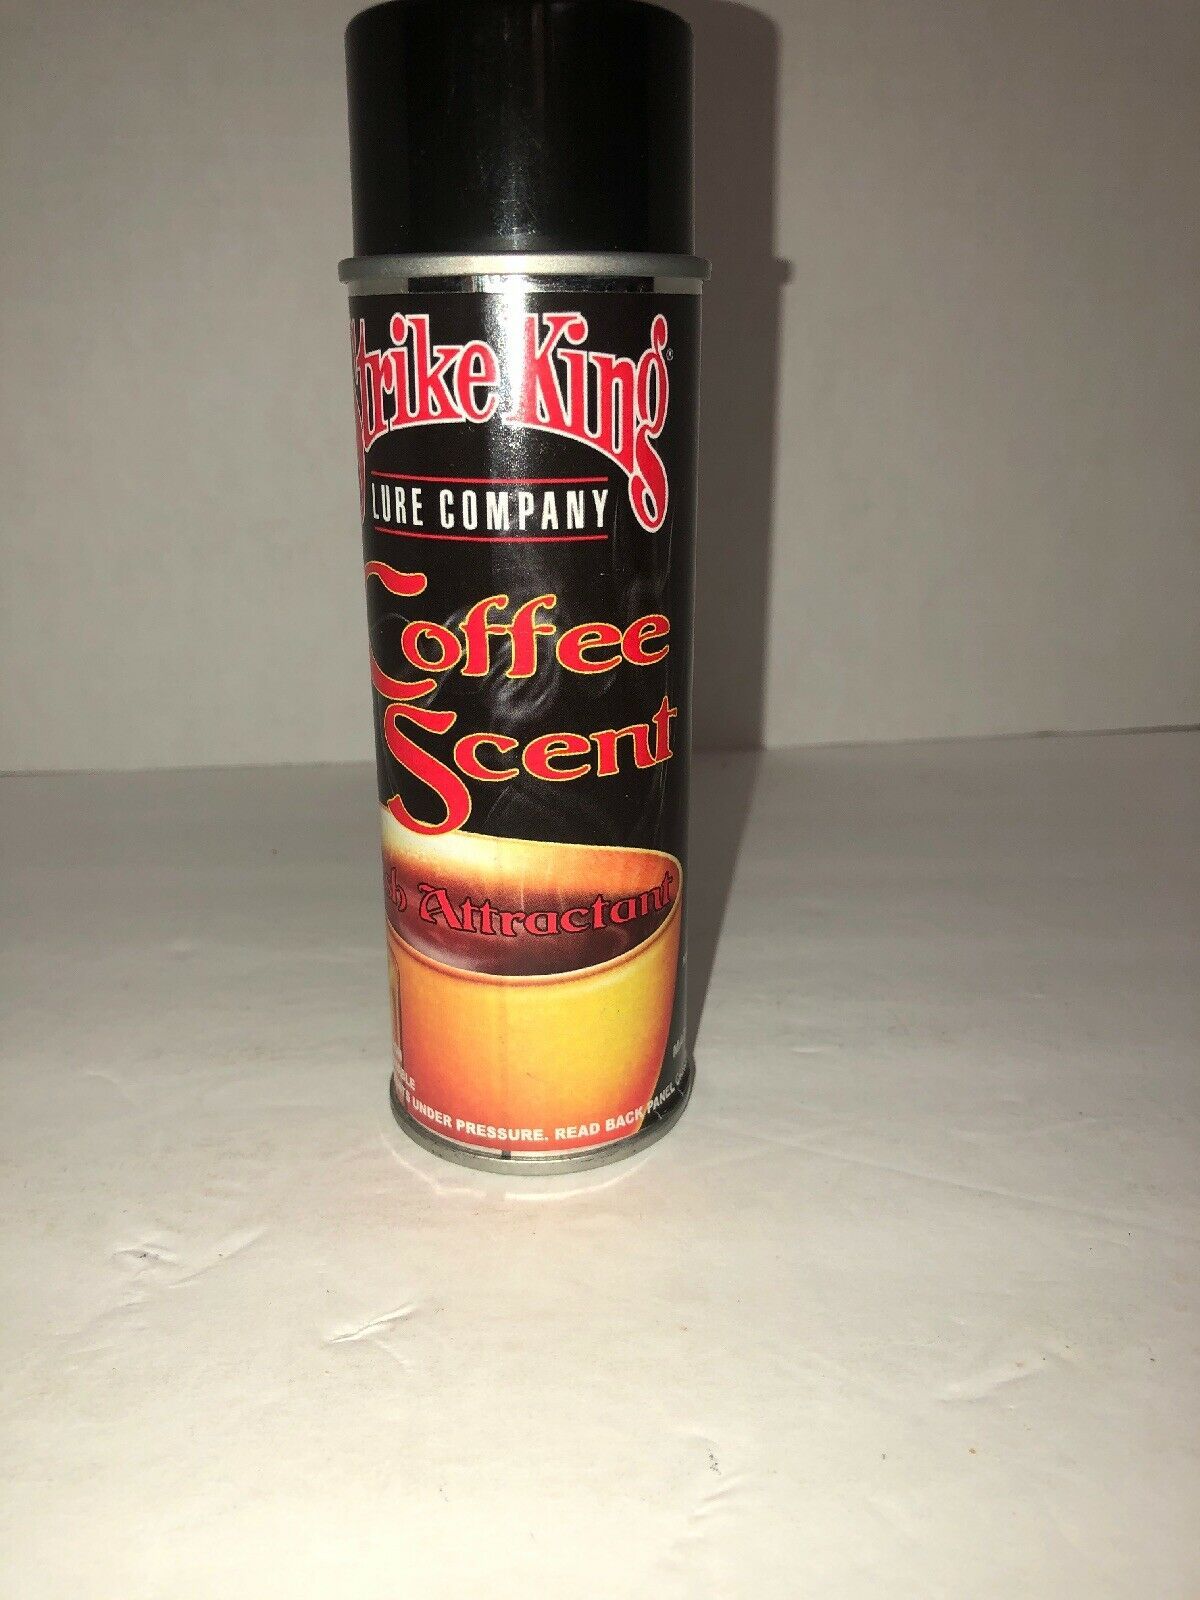 Strike King®
LURE COMPANY
Coffee
Scent
Attractant
UNDER PRESSURE. READ BACK PANEL